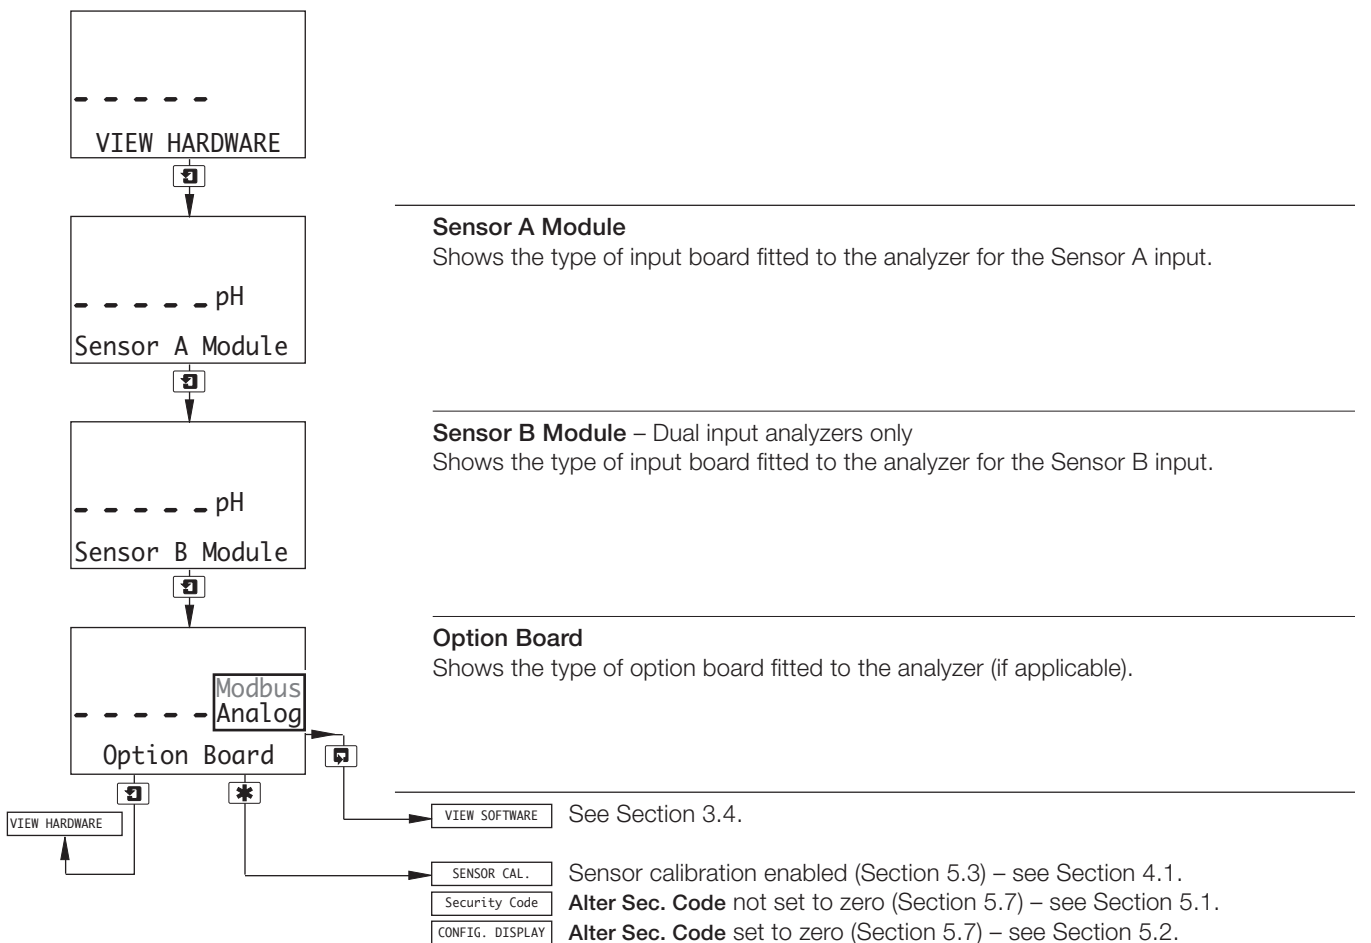 VIEW HARDWARE
Sensor A Module
Shows the type of input board fitted to the analyzer for the Sensor A input.
- - - - - pH
Sensor A Module
Sensor B Module – Dual input analyzers only
Shows the type of input board fitted to the analyzer for the Sensor B input.
- - - - - pH
Sensor B Module
Option Board
Shows the type of option board fitted to the analyzer (if applicable).
Modbus
- - - - - Analog
Option Board
VIEW HARDWARE
VIEW SOFTWARE See Section 3.4.
SENSOR CAL. Sensor calibration enabled (Section 5.3) – see Section 4.1.
Security Code Alter Sec. Code not set to zero (Section 5.7) – see Section 5.1.
CONFIG. DISPLAY Alter Sec. Code set to zero (Section 5.7) – see Section 5.2.